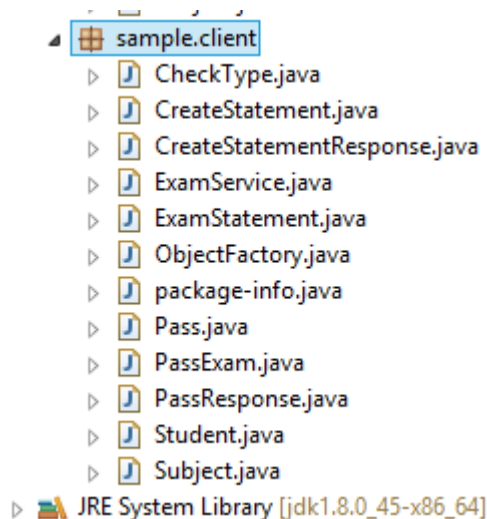 sample.client
CheckType.java
CreateStatement.java
CreateStatementResponse.java
ExamService.java
ExamStatement.java
ObjectFactory.java
package-info.java
Pass.java
PassExam.java
PassResponse.java
Student.java
Subject.java
JRE System Library [jdk1.8.0_45-x86_64]